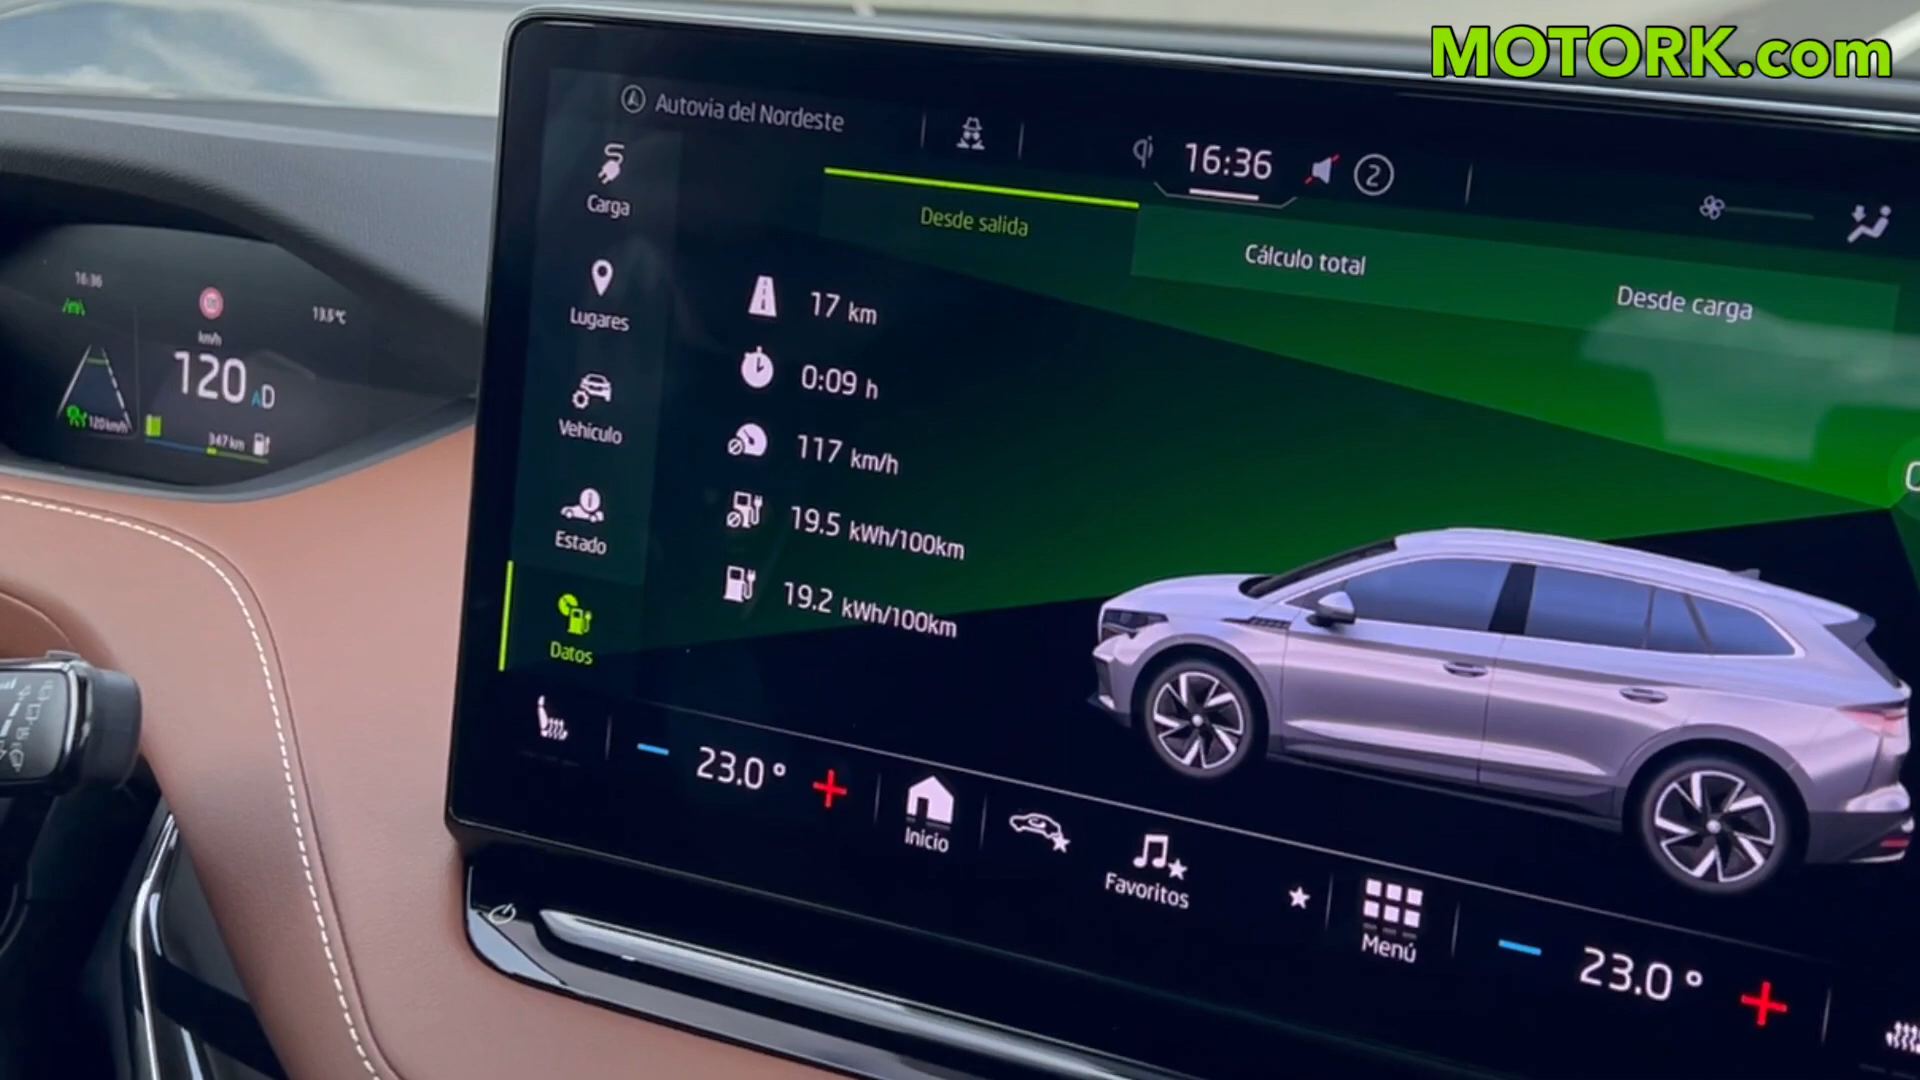 MOTORK.com
Autovía del Nordeste
16:36
2
Carga
Desde salida
Cálculo total
Desde carga
Lugares
17 km
0:09 h
Vehículo
117 km/h
Estado
19.5 kWh/100km
19.2 kWh/100km
Datos
23.0°
Inicio
Favoritos
Menú
23.0°
16:36
km/h
120
D
120 km/h
347 km